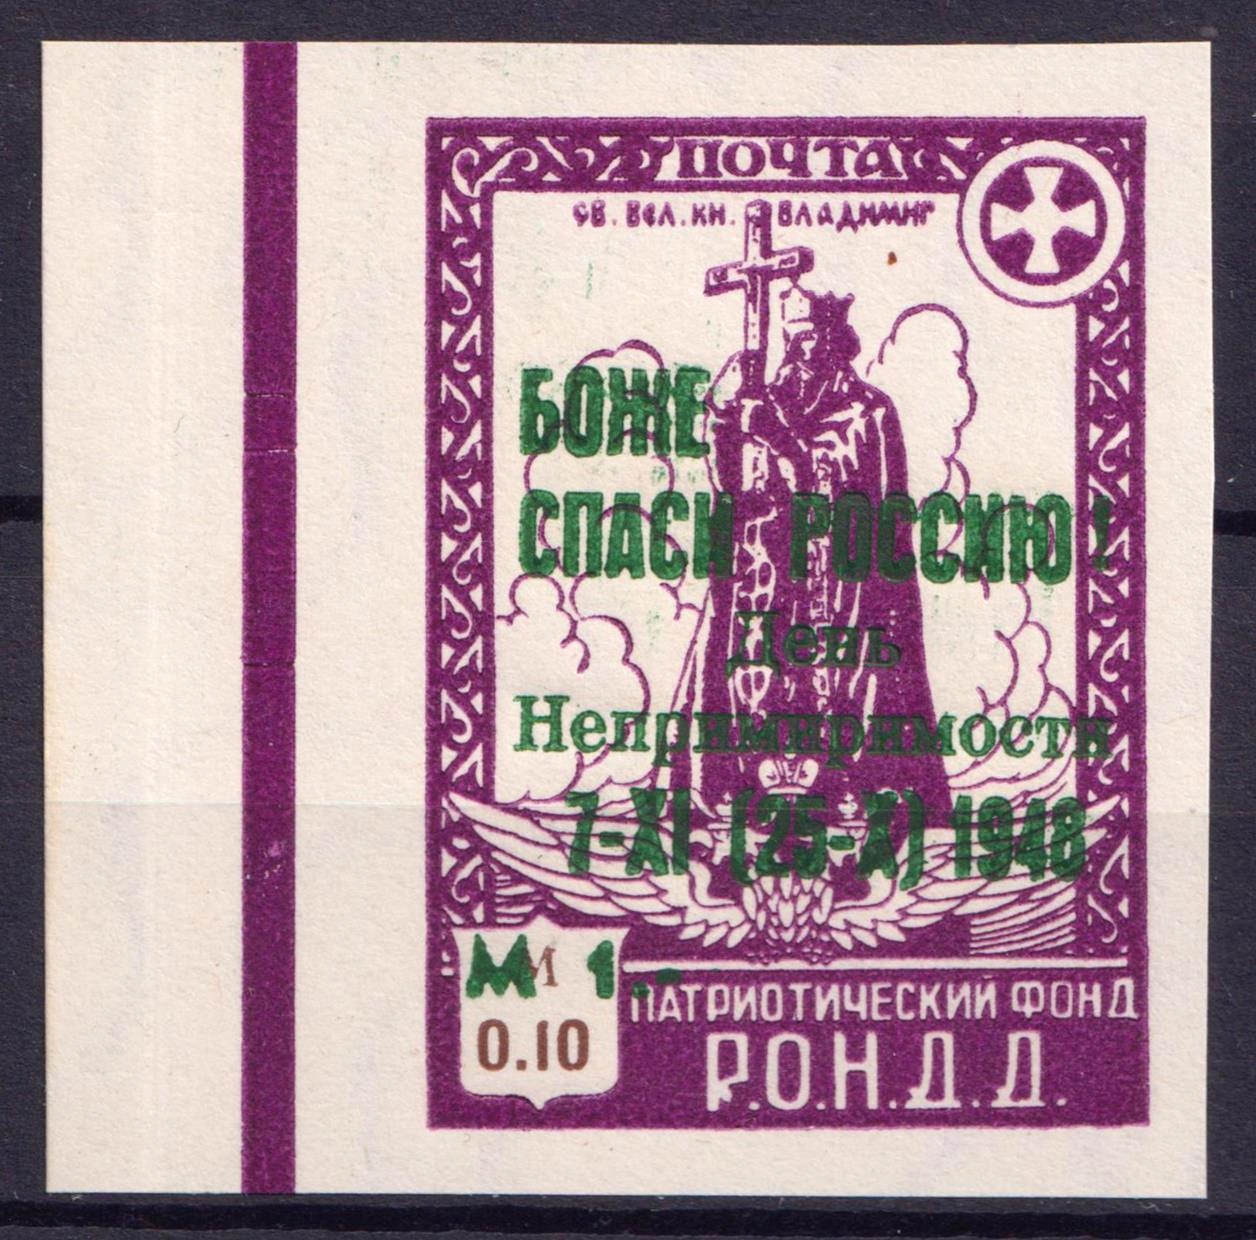 ПОЧТА
СВ. ВЕЛ. КН. ВЛАДИМИР
БОЖЕ
СПАСИ РОССИЮ!
День
Непримиримости
7-XI (25-X) 1948
М 1.-
М
0.10
ПАТРИОТИЧЕСКИЙ ФОНД
Р.О.Н.Д.Д.